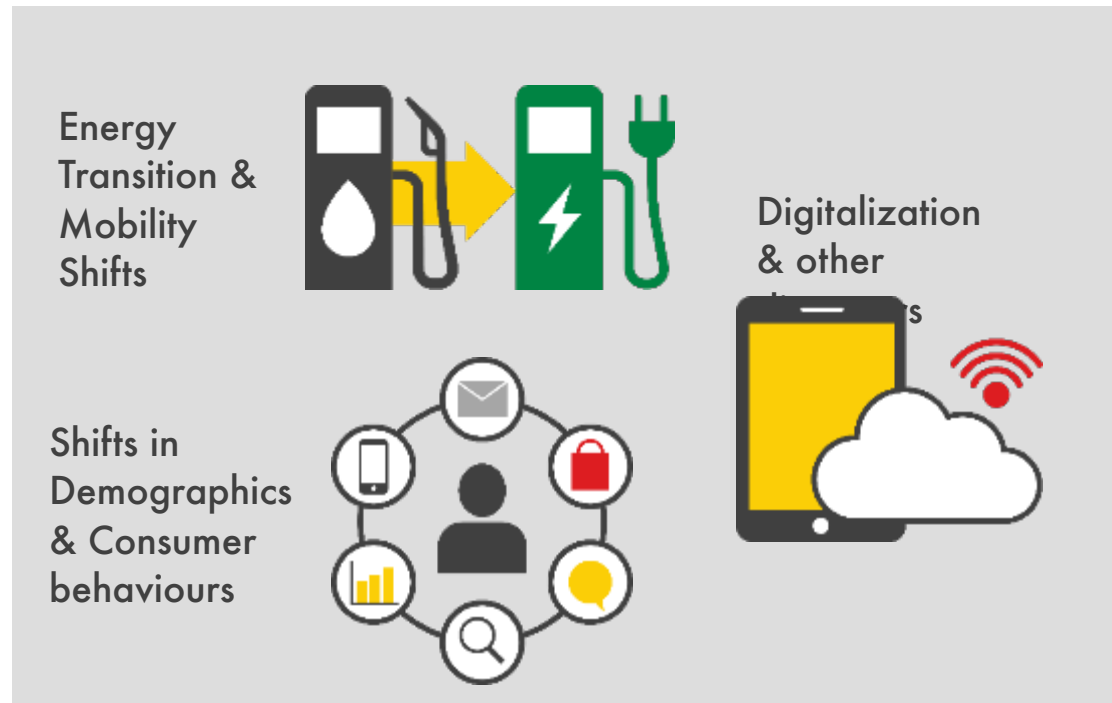 Energy
Transition &
Mobility
Shifts
Digitalization
& other
Shifts in
Demographics
& Consumer
behaviours